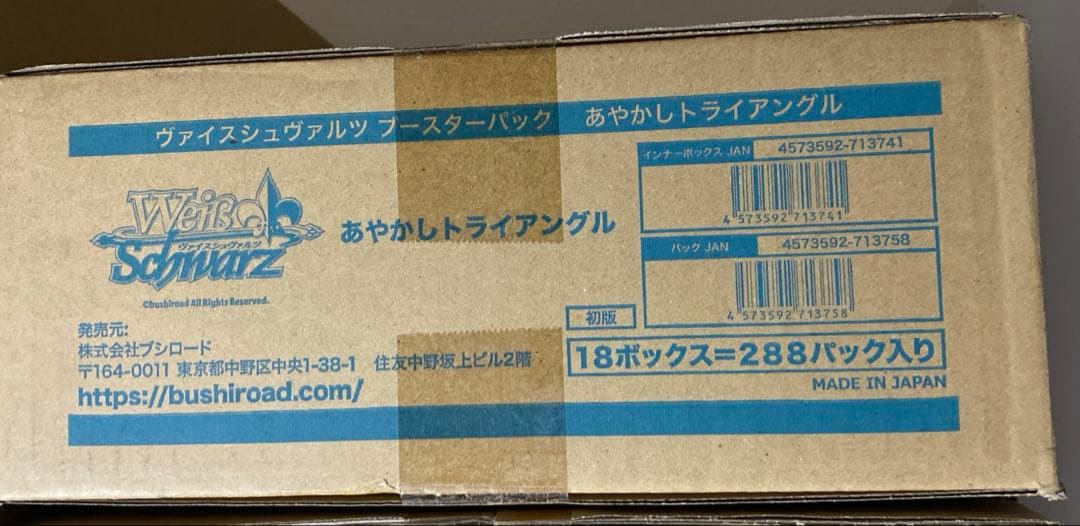 ヴァイスシュヴァルツ ブースターパック あやかしトライアングル
Weiß
ヴァイスシュヴァルツ
Schwarz
©bushiroad All Rights Reserved.
あやかしトライアングル
インナーボックス JAN 4573592-713741
4 573592 713741
パック JAN 4573592-713758
4 573592 713758
初版
18ボックス=288パック入り
MADE IN JAPAN
発売元:
株式会社ブシロード
〒164-0011 東京都中野区中央1-38-1 住友中野坂上ビル2階
https://bushiroad.com/